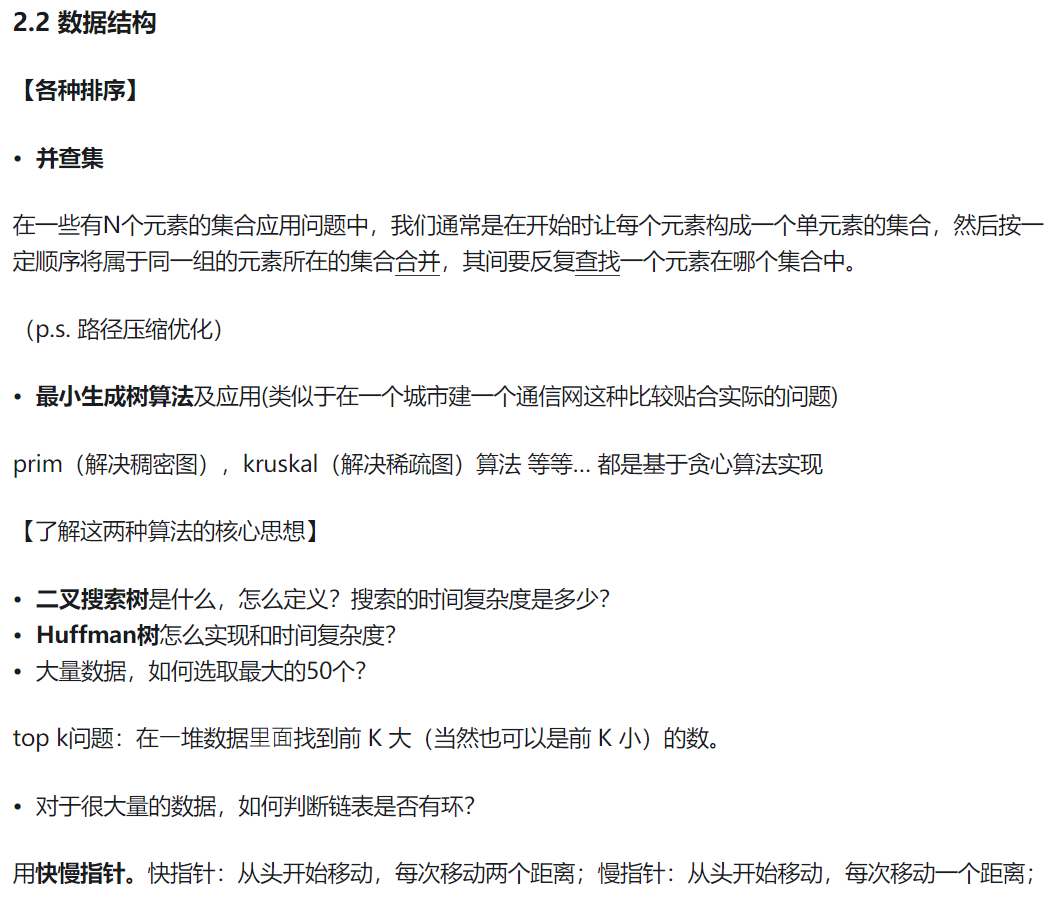 2.2 数据结构
【各种排序】
• 并查集
在一些有N个元素的集合应用问题中，我们通常是在开始时让每个元素构成一个单元素的集合，然后按一
定顺序将属于同一组的元素所在的集合合并，其间要反复查找一个元素在哪个集合中。
（p.s. 路径压缩优化）
• 最小生成树算法及应用(类似于在一个城市建一个通信网这种比较贴合实际的问题)
prim（解决稠密图），kruskal（解决稀疏图）算法 等等... 都是基于贪心算法实现
【了解这两种算法的核心思想】
• 二叉搜索树是什么，怎么定义？搜索的时间复杂度是多少？
• Huffman树怎么实现和时间复杂度？
• 大量数据，如何选取最大的50个？
top k问题：在一堆数据里面找到前 K 大（当然也可以是前 K 小）的数。
• 对于很大量的数据，如何判断链表是否有环？
用快慢指针。快指针：从头开始移动，每次移动两个距离；慢指针：从头开始移动，每次移动一个距离；